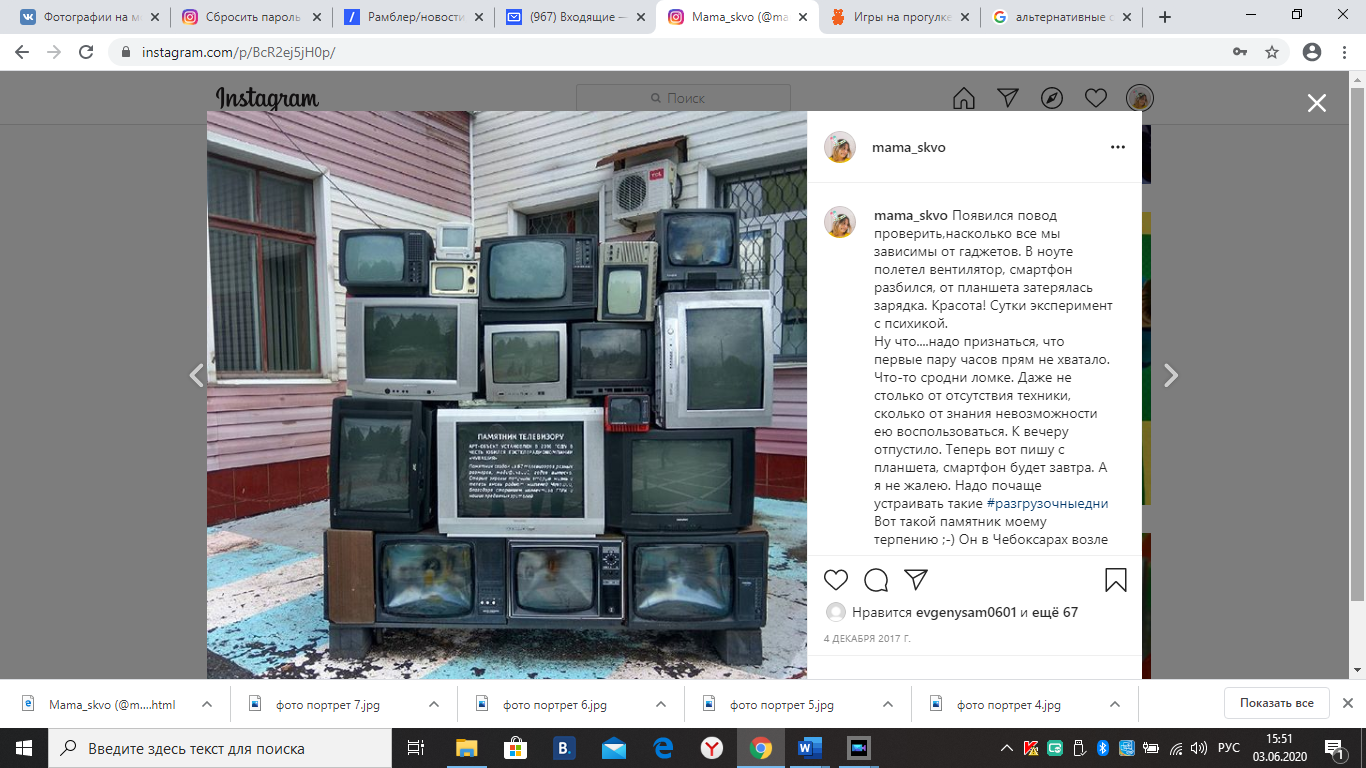 Фотографии на м
Сбросить пароль
Рамблер/новости
(967) Входящие —
Mama_skvo (@ma
Игры на прогулке
альтернативные с
instagram.com/p/BcR2ej5jH0p/
Instagram
Поиск
mama_skvo
mama_skvo Появился повод
проверить,насколько все мы
зависимы от гаджетов. В ноуте
полетел вентилятор, смартфон
разбился, от планшета затерялась
зарядка. Красота! Сутки эксперимент
с психикой.
Ну что....надо признаться, что
первые пару часов прям не хватало.
Что-то сродни ломке. Даже не
столько от отсутствия техники,
сколько от знания невозможности
ею воспользоваться. К вечеру
отпустило. Теперь вот пишу с
планшета, смартфон будет завтра. А
я не жалею. Надо почаще
устраивать такие #разгрузочныедни
Вот такой памятник моему
терпению ;-) Он в Чебоксарах возле
TCL
ПАМЯТНИК ТЕЛЕВИЗОРУ
Нравится evgenysam0601 и ещё 67
4 ДЕКАБРЯ 2017 Г.
Mama_skvo (@m....html
фото портрет 7.jpg
фото портрет 6.jpg
фото портрет 5.jpg
фото портрет 4.jpg
Показать все
Введите здесь текст для поиска
РУС
15:51
03.06.2020
1